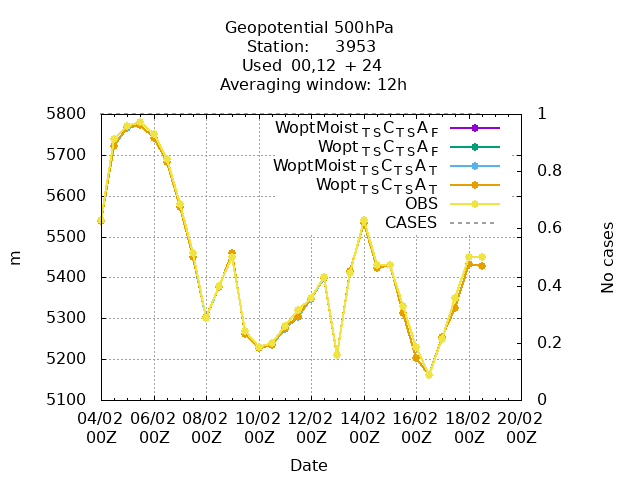 Geopotential 500hPa
Station: 3953
Used 00,12 + 24
Averaging window: 12h
5800
5700
5600
5500
5400
5300
5200
5100
m
1
0.8
0.6
0.4
0.2
0
No cases
WoptMoist TS C TS A F
Wopt TS C TS A F
WoptMoist TS C TS A T
Wopt TS C TS A T
OBS
CASES
04/02 06/02 08/02 10/02 12/02 14/02 16/02 18/02 20/02
00Z 00Z 00Z 00Z 00Z 00Z 00Z 00Z 00Z
Date